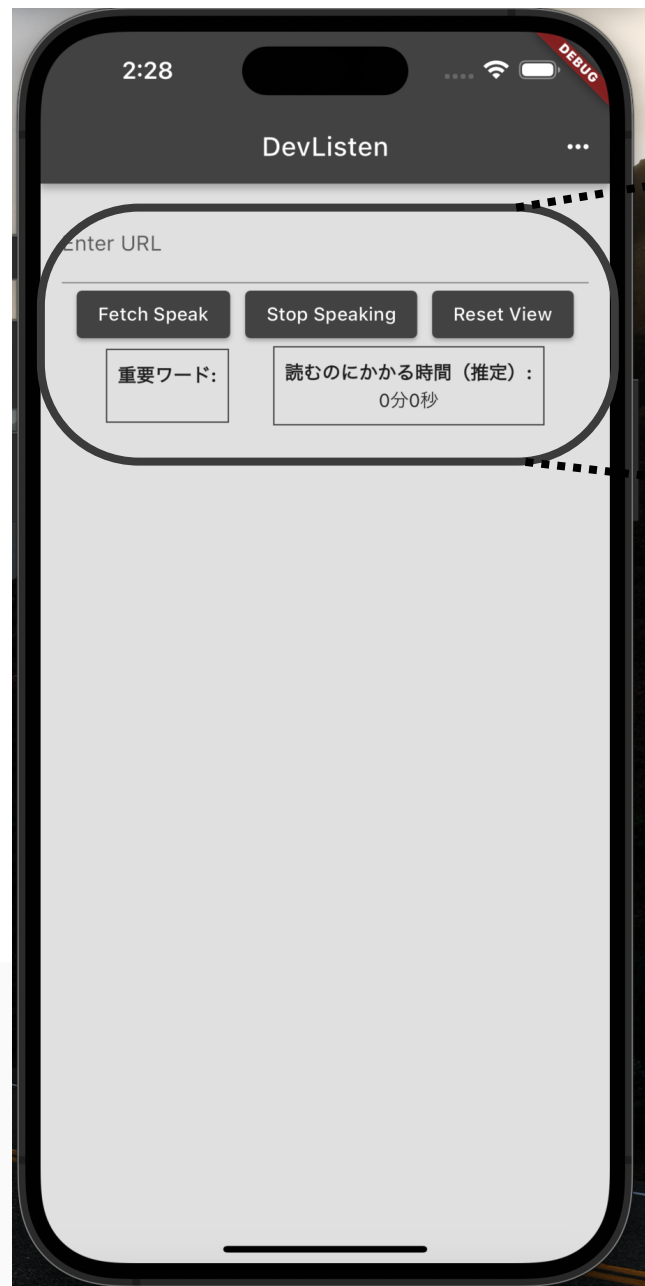 2:28
DEBUG
DevListen
Enter URL
Fetch Speak
Stop Speaking
Reset View
重要ワード:
読むのにかかる時間（推定）:
0分0秒